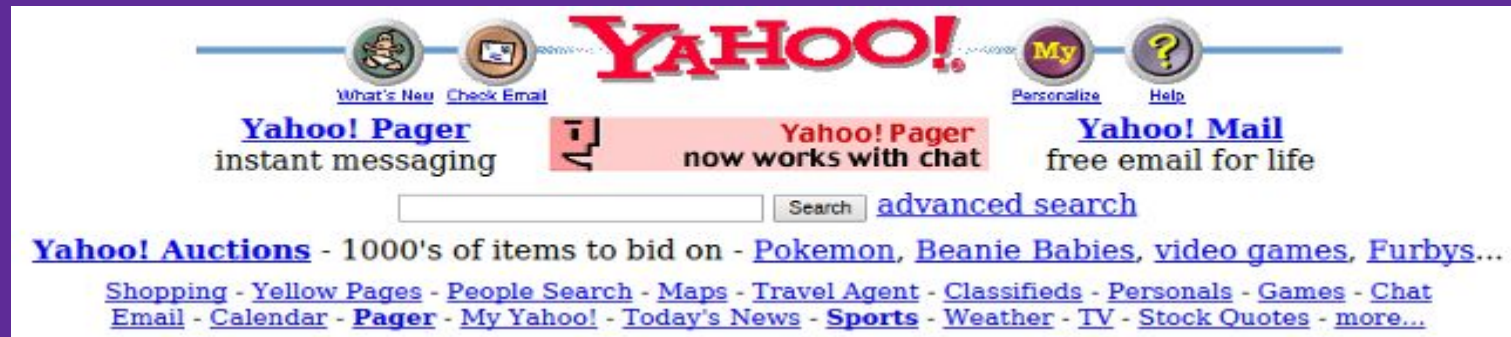 YAHOO!
My ?
What's New Check Email Personalize Help
Yahoo! Pager
instant messaging
Yahoo! Pager
now works with chat
Yahoo! Mail
free email for life
Search advanced search
Yahoo! Auctions - 1000's of items to bid on - Pokemon, Beanie Babies, video games, Furbys...
Shopping - Yellow Pages - People Search - Maps - Travel Agent - Classifieds - Personals - Games - Chat
Email - Calendar - Pager - My Yahoo! - Today's News - Sports - Weather - TV - Stock Quotes - more...